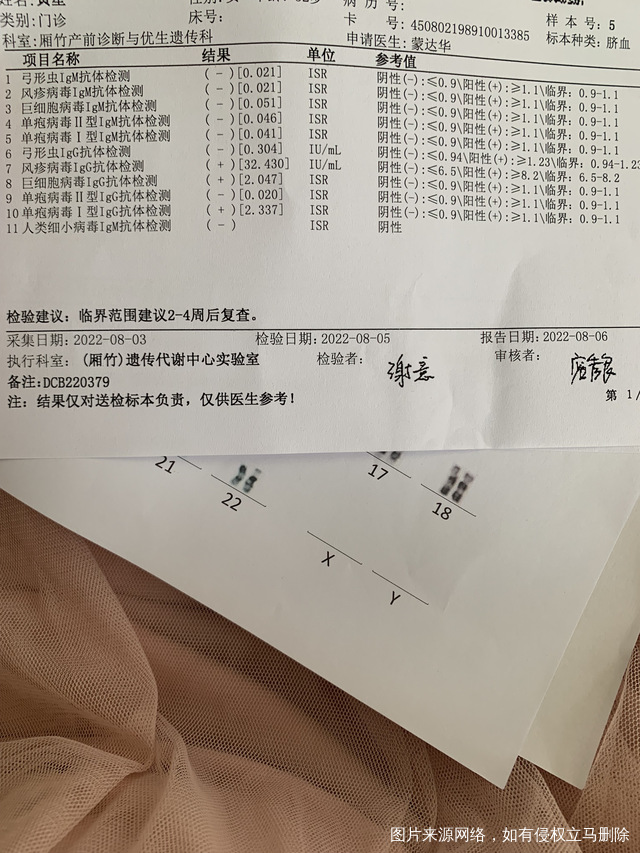 类别:门诊 床号: 卡 号: 450802198910013385 样 本 号: 5
科室:厢竹产前诊断与优生遗传科 申请医生:蒙达华 标本种类: 脐血
项目名称 结果 单位 参考值
1 弓形虫IgM抗体检测 (-)[0.021] ISR 阴性(-):≤0.9\阳性(+):≥1.1\临界: 0.9-1.1
2 风疹病毒IgM抗体检测 (-)[0.021] ISR 阴性(-):≤0.9\阳性(+):≥1.1\临界: 0.9-1.1
3 巨细胞病毒IgM抗体检测 (-)[0.051] ISR 阴性(-):≤0.9\阳性(+):≥1.1\临界: 0.9-1.1
4 单疱病毒Ⅱ型IgM抗体检测 (-)[0.046] ISR 阴性(-):≤0.9\阳性(+):≥1.1\临界: 0.9-1.1
5 单疱病毒Ⅰ型IgM抗体检测 (-)[0.041] ISR 阴性(-):≤0.9\阳性(+):≥1.1\临界: 0.9-1.1
6 弓形虫IgG抗体检测 (-)[0.304] IU/mL 阴性(-):≤0.94\阳性(+):≥1.23\临界: 0.94-1.23
7 风疹病毒IgG抗体检测 (+)[32.430] IU/mL 阴性(-):≤6.5\阳性(+):≥8.2\临界: 6.5-8.2
8 巨细胞病毒IgG抗体检测 (+)[2.047] ISR 阴性(-):≤0.9\阳性(+):≥1.1\临界: 0.9-1.1
9 单疱病毒Ⅱ型IgG抗体检测 (-)[0.020] ISR 阴性(-):≤0.9\阳性(+):≥1.1\临界: 0.9-1.1
10 单疱病毒Ⅰ型IgG抗体检测 (+)[2.337] ISR 阴性(-):≤0.9\阳性(+):≥1.1\临界: 0.9-1.1
11 人类细小病毒IgM抗体检测 (-) ISR 阴性
检验建议: 临界范围建议2-4周后复查。
采集日期: 2022-08-03 检验日期: 2022-08-05 报告日期: 2022-08-06
执行科室: (厢竹)遗传代谢中心实验室 检验者: 谢意 审核者:
备注:DCB220379
注: 结果仅对送检标本负责, 仅供医生参考! 第 1/
21 22 17 18
X Y
图片来源网络，如有侵权立马删除